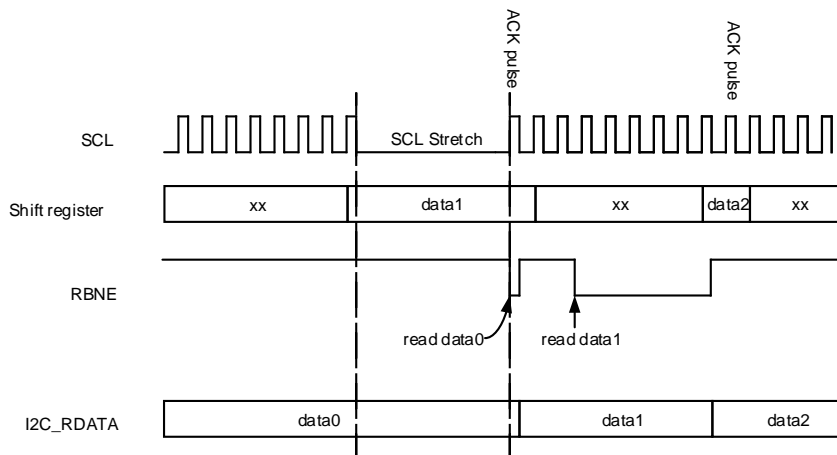 ACK pulse
ACK pulse
SCL
SCL Stretch
Shift register
xx
data1
xx
data2
xx
RBNE
read data0
read data1
I2C_RDATA
data0
data1
data2